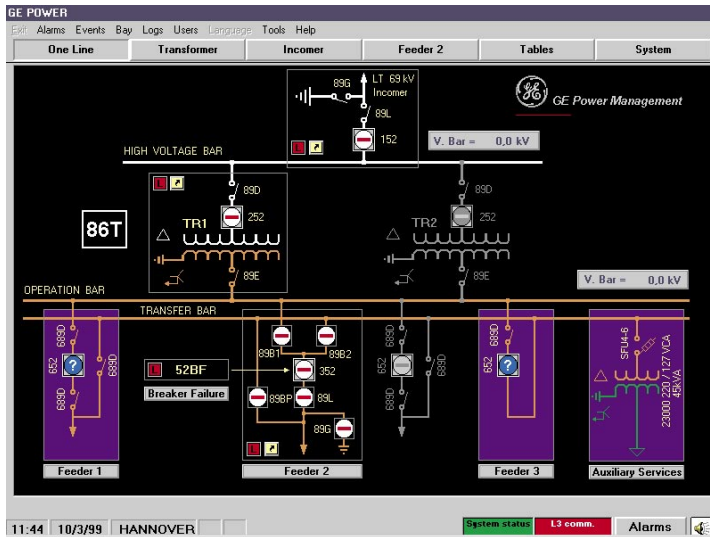 GE POWER
Exit Alarms Events Bay Logs Users Language Tools Help
One Line Transformer Incomer Feeder 2 Tables System
89G
LT 69 kV
Incomer
89L
152
L
GE Power Management
V. Bar = 0,0 kV
HIGH VOLTAGE BAR
L
89D
252
TR1
89E
86T
89D
252
TR2
89E
V. Bar = 0,0 kV
OPERATION BAR
TRANSFER BAR
689D
652
?
689D
689D
Feeder 1
L 52BF
Breaker Failure
89B1
89B2
352
89BP
89L
89G
L
Feeder 2
689D
652
689D
689D
689D
652
?
Feeder 3
SFU4-6
23000 220 / 127 VCA
45kVA
Auxiliary Services
11:44 10/3/99 HANNOVER
System status L3 comm. Alarms